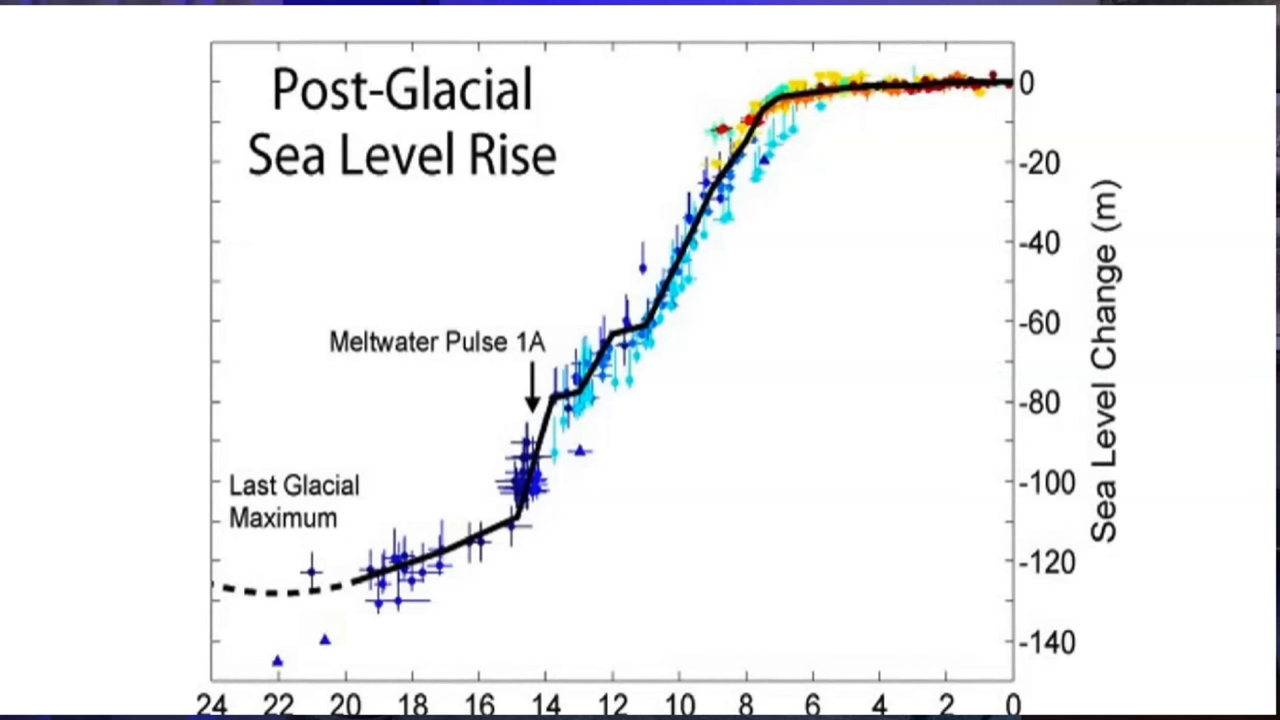 Post-Glacial
Sea Level Rise
Meltwater Pulse 1A
Last Glacial
Maximum
0
-20
-40
-60
-80
-100
-120
-140
Sea Level Change (m)
24 22 20 18 16 14 12 10 8 6 4 2 0